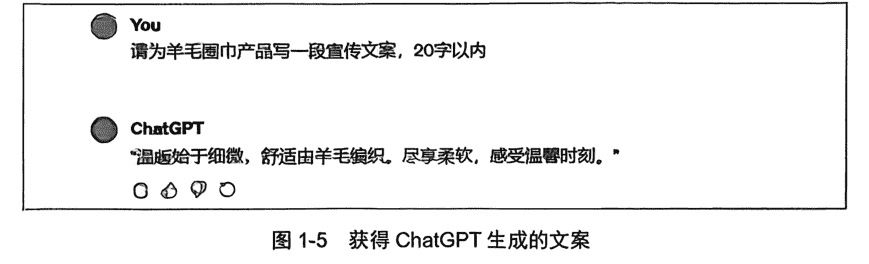 You
请为羊毛围巾产品写一段宣传文案，20字以内
ChatGPT
“温暖始于细微，舒适由羊毛编织。尽享柔软，感受温馨时刻。”
图 1-5 获得 ChatGPT 生成的文案